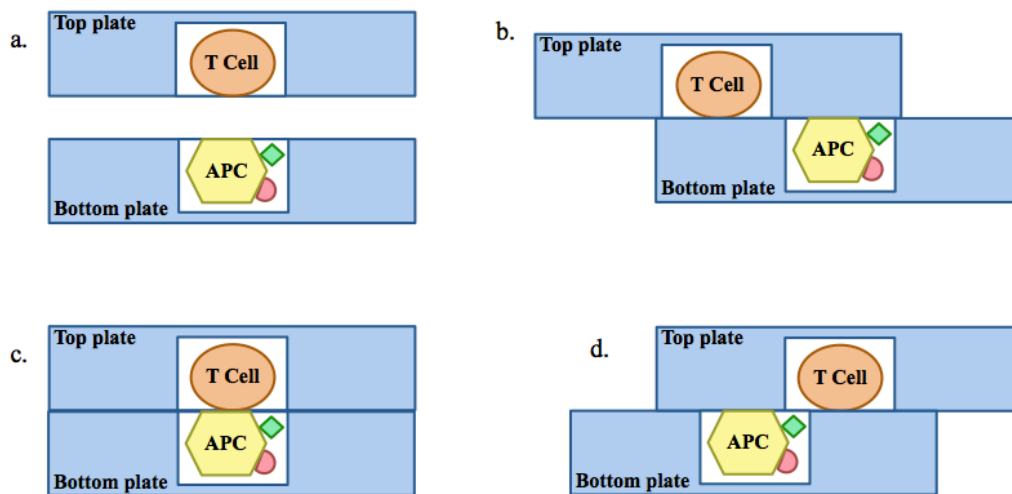 a.
Top plate
T Cell
APC
Bottom plate
b.
Top plate
T Cell
APC
Bottom plate
c.
Top plate
T Cell
APC
Bottom plate
d.
Top plate
T Cell
APC
Bottom plate